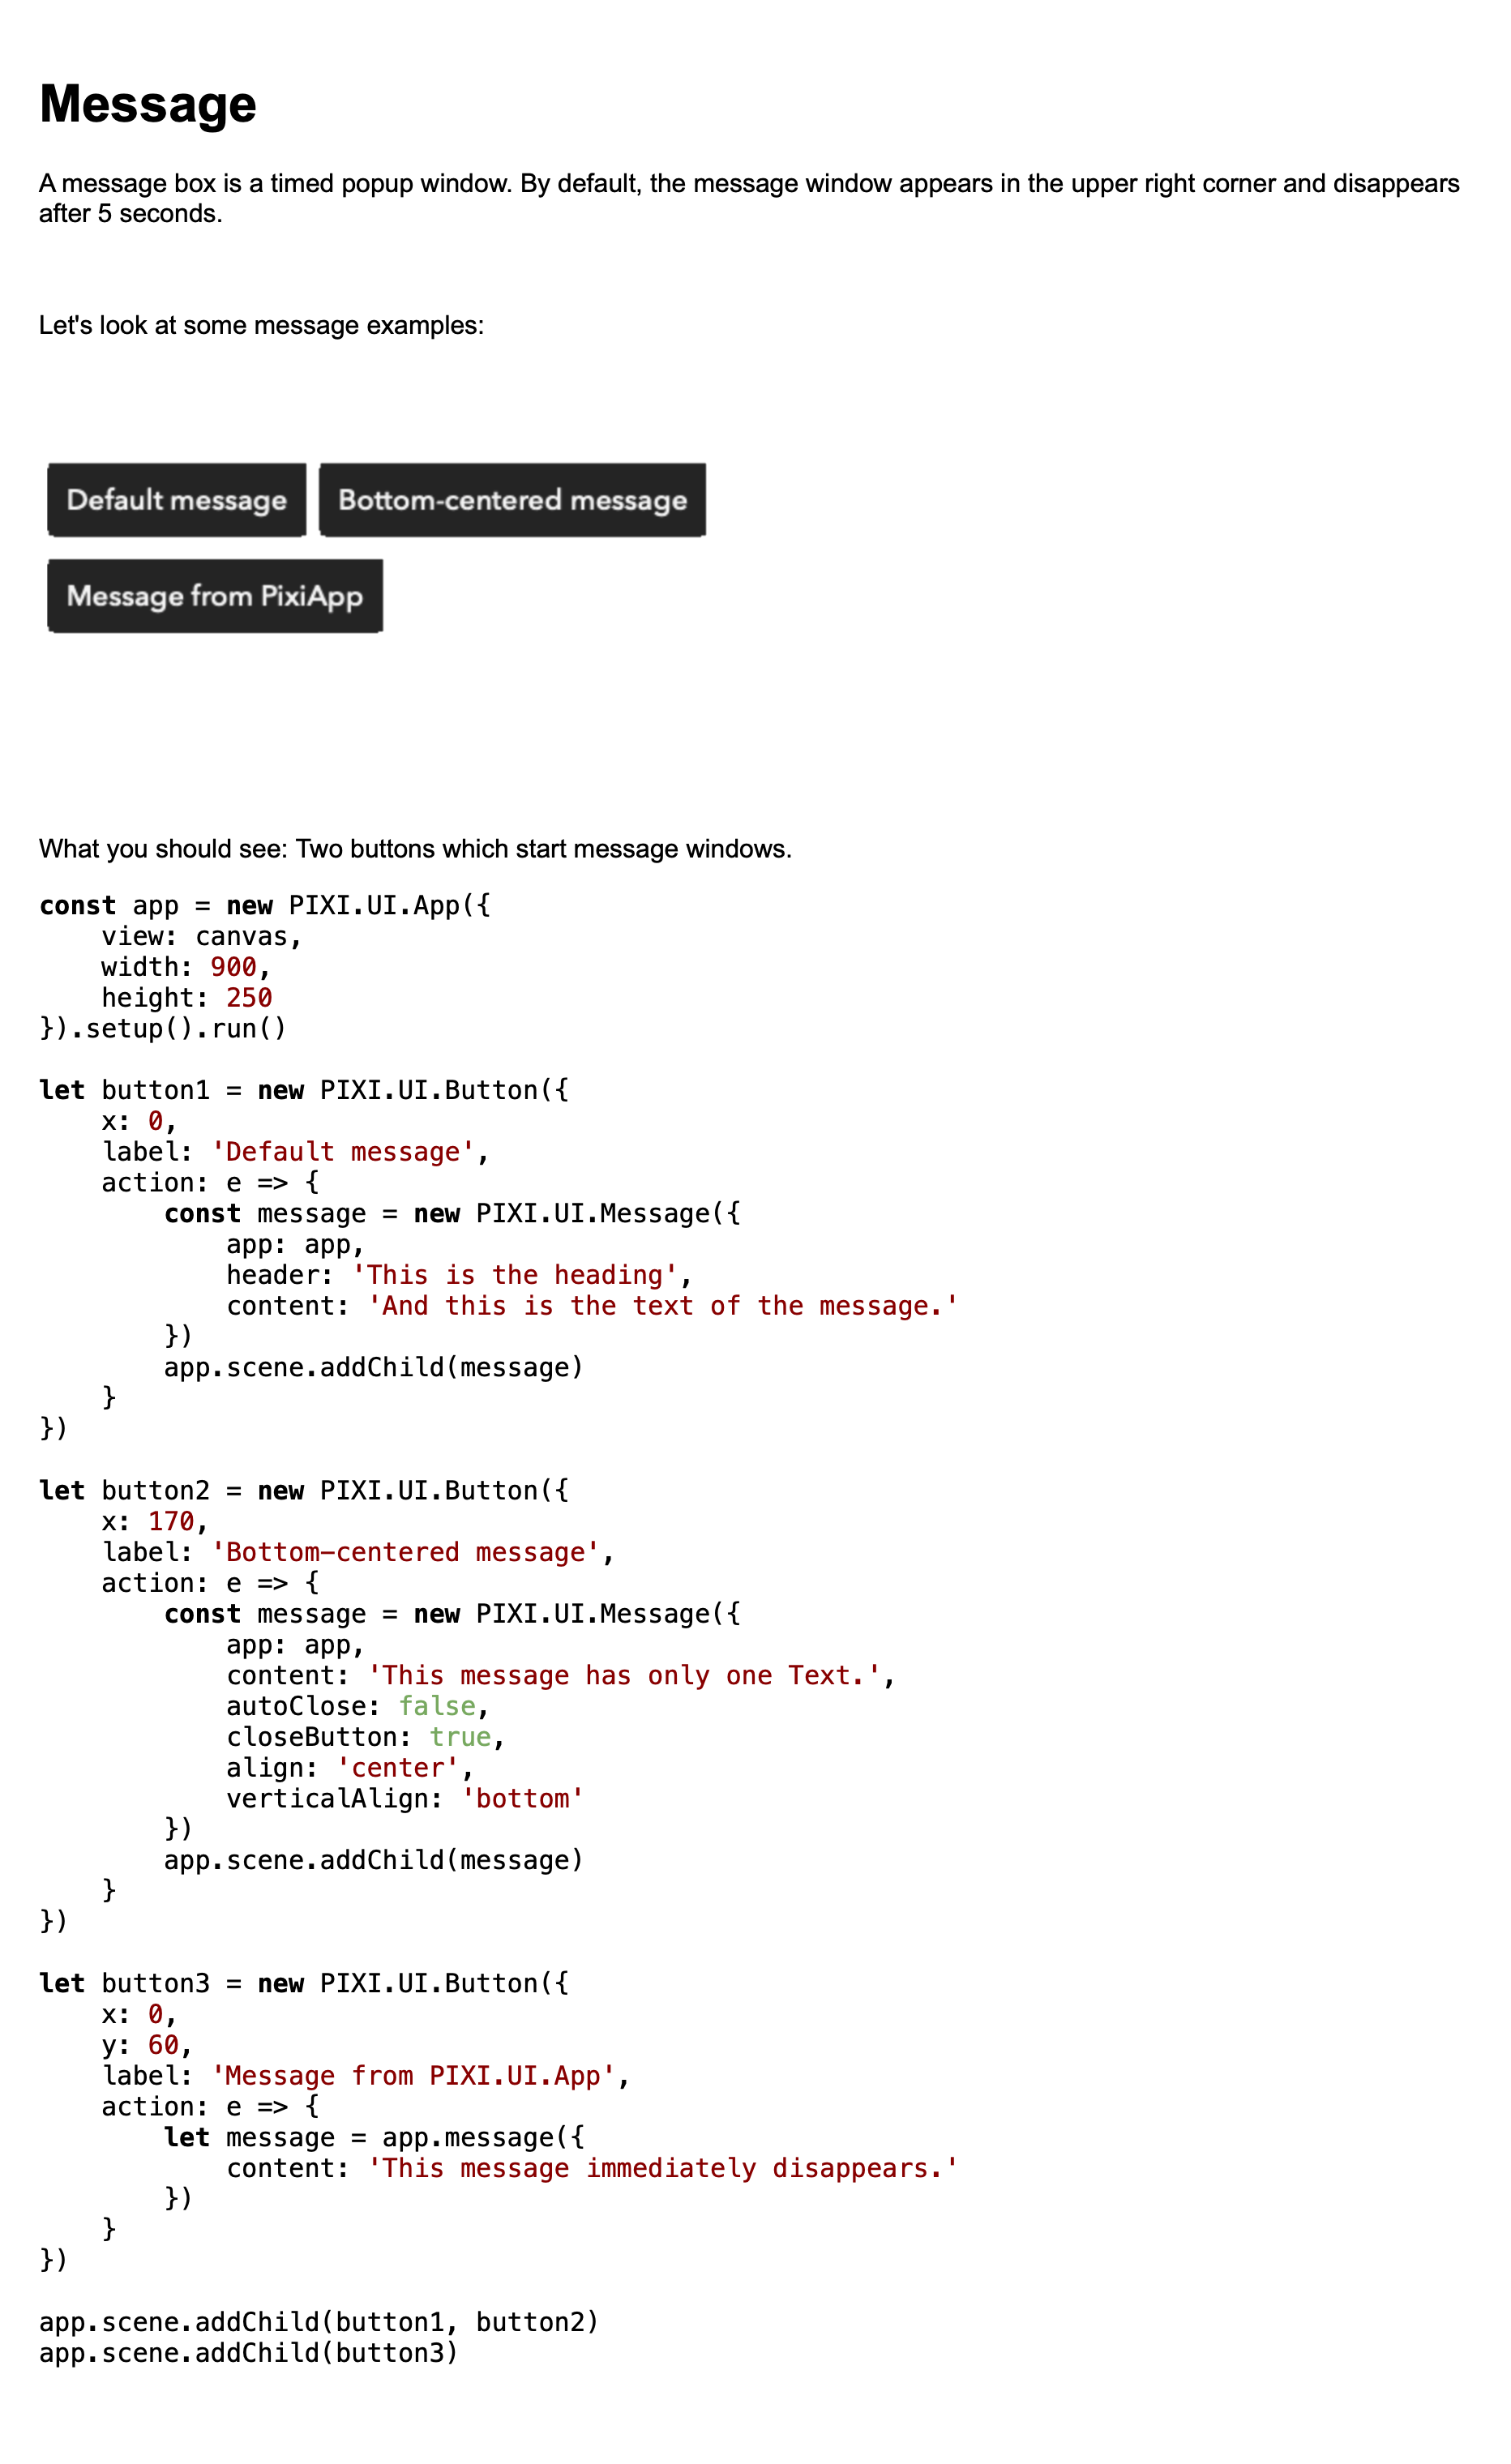 Message
A message box is a timed popup window. By default, the message window appears in the upper right corner and disappears
after 5 seconds.
Let's look at some message examples:
Default message
Bottom-centered message
Message from PixiApp
What you should see: Two buttons which start message windows.
const app = new PIXI.UI.App({
    view: canvas,
    width: 900,
    height: 250
}).setup().run()

let button1 = new PIXI.UI.Button({
    x: 0,
    label: 'Default message',
    action: e => {
        const message = new PIXI.UI.Message({
            app: app,
            header: 'This is the heading',
            content: 'And this is the text of the message.'
        })
        app.scene.addChild(message)
    }
})

let button2 = new PIXI.UI.Button({
    x: 170,
    label: 'Bottom-centered message',
    action: e => {
        const message = new PIXI.UI.Message({
            app: app,
            content: 'This message has only one Text.',
            autoClose: false,
            closeButton: true,
            align: 'center',
            verticalAlign: 'bottom'
        })
        app.scene.addChild(message)
    }
})

let button3 = new PIXI.UI.Button({
    x: 0,
    y: 60,
    label: 'Message from PIXI.UI.App',
    action: e => {
        let message = app.message({
            content: 'This message immediately disappears.'
        })
    }
})

app.scene.addChild(button1, button2)
app.scene.addChild(button3)